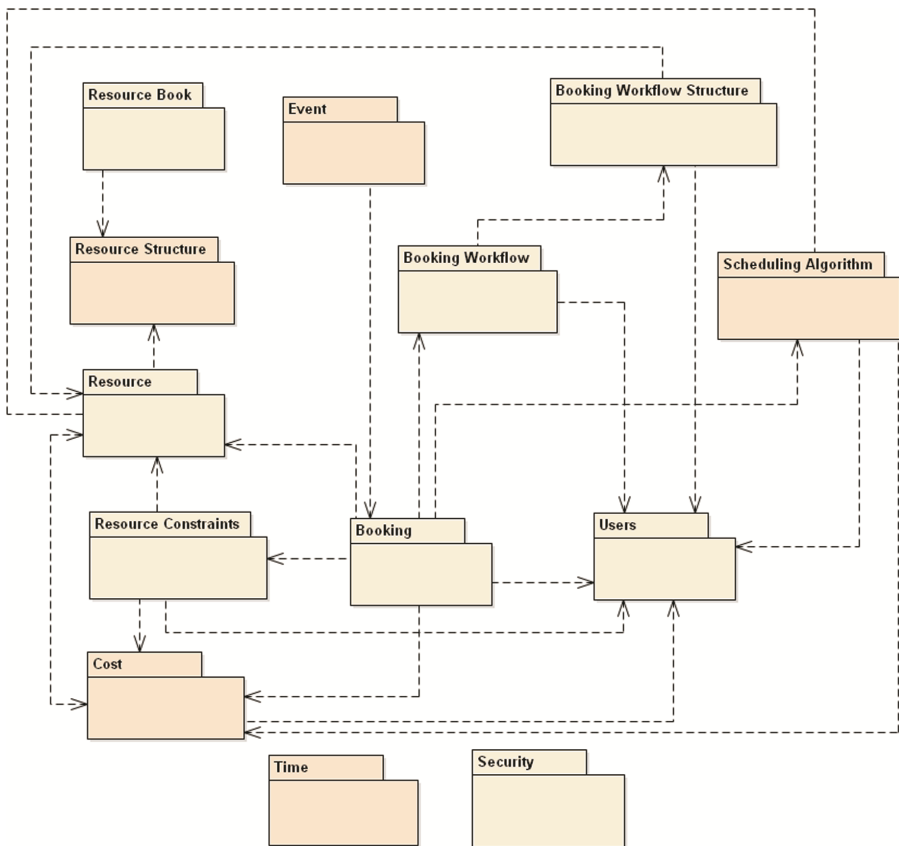 Resource Book
Event
Booking Workflow Structure
Resource Structure
Booking Workflow
Scheduling Algorithm
Resource
Resource Constraints
Booking
Users
Cost
Time
Security